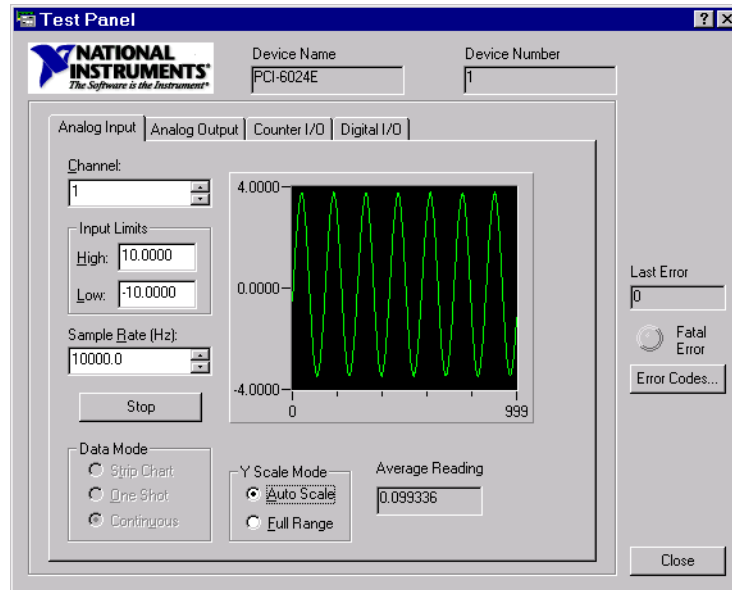 Test Panel
NATIONAL
INSTRUMENTS®
The Software is the Instrument®
Device Name
PCI-6024E
Device Number
1
Analog Input
Analog Output
Counter I/O
Digital I/O
Channel:
1
Input Limits
High: 10.0000
Low: -10.0000
Sample Rate (Hz):
10000.0
Stop
4.0000
0.0000
-4.0000
0
999
Data Mode
Strip Chart
One Shot
Continuous
Y Scale Mode
Auto Scale
Full Range
Average Reading
0.099336
Last Error
0
Fatal
Error
Error Codes...
Close